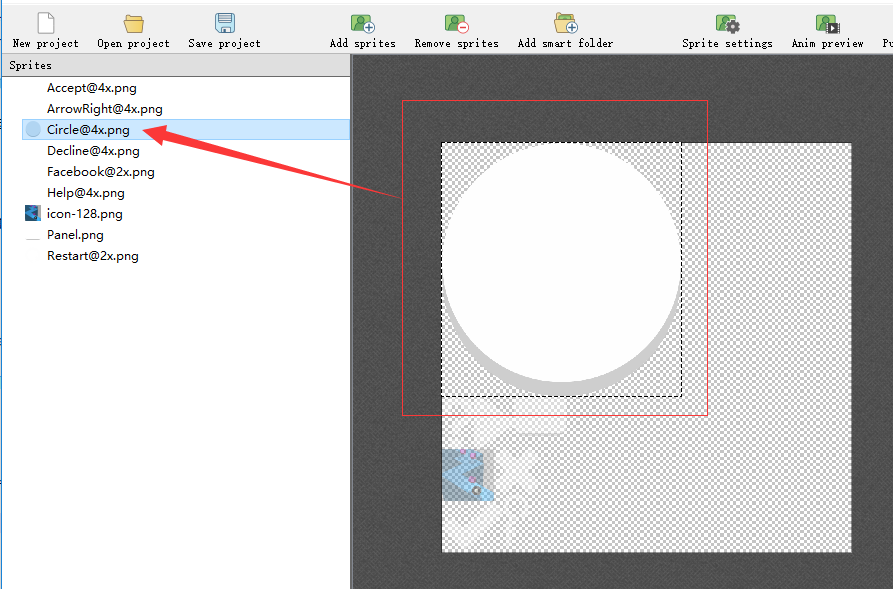 New project
Open project
Save project
Add sprites
Remove sprites
Add smart folder
Sprite settings
Anim preview
Sprites
Accept@4x.png
ArrowRight@4x.png
Circle@4x.png
Decline@4x.png
Facebook@2x.png
Help@4x.png
icon-128.png
Panel.png
Restart@2x.png